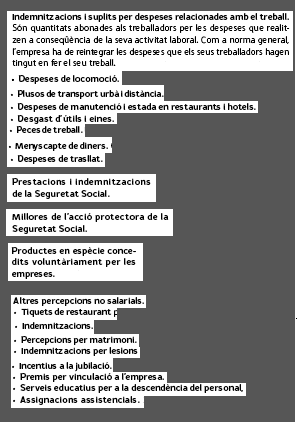 Indemnitzacions i suplits per despeses relacionades amb el treball.
Són quantitats abonades als treballadors per les despeses que realit-
zen a conseqüència de la seva activitat laboral. Com a norma general,
l'empresa ha de reintegrar les despeses que els seus treballadors hagen
tingut en fer el seu treball.
• Despeses de locomoció.
• Plusos de transport urbà i distància.
• Despeses de manutenció i estada en restaurants i hotels.
• Desgast d'útils i eines.
• Peces de treball.
• Menyscapte de diners.
• Despeses de trasllat.
Prestacions i indemnitzacions
de la Seguretat Social.
Millores de l'acció protectora de la
Seguretat Social.
Productes en espècie conce-
dits voluntàriament per les
empreses.
Altres percepcions no salarials.
• Tiquets de restaurant
• Indemnitzacions.
• Percepcions per matrimoni.
• Indemnitzacions per lesions
• Incentius a la jubilació.
• Premis per vinculació a l'empresa.
• Serveis educatius per a la descendència del personal,
• Assignacions assistencials.